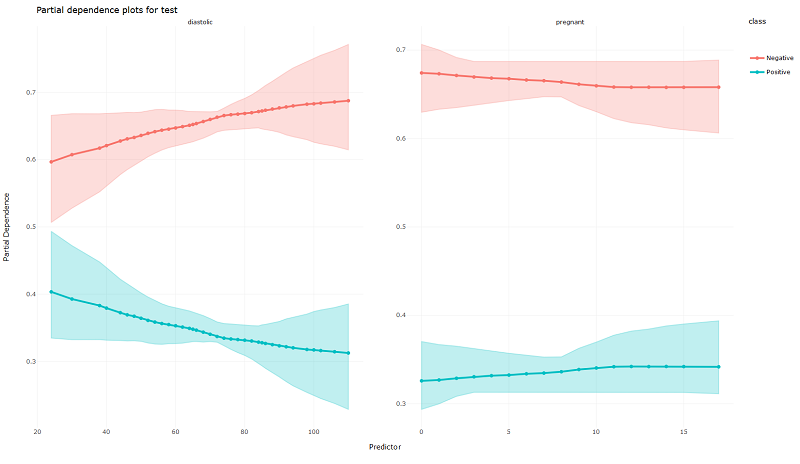 Partial dependence plots for test
diastolic
pregnant
class
Negative
Positive
Partial Dependence
0.7
0.6
0.5
0.4
0.3
20 40 60 80 100
0.7
0.6
0.5
0.4
0.3
0 5 10 15
Predictor